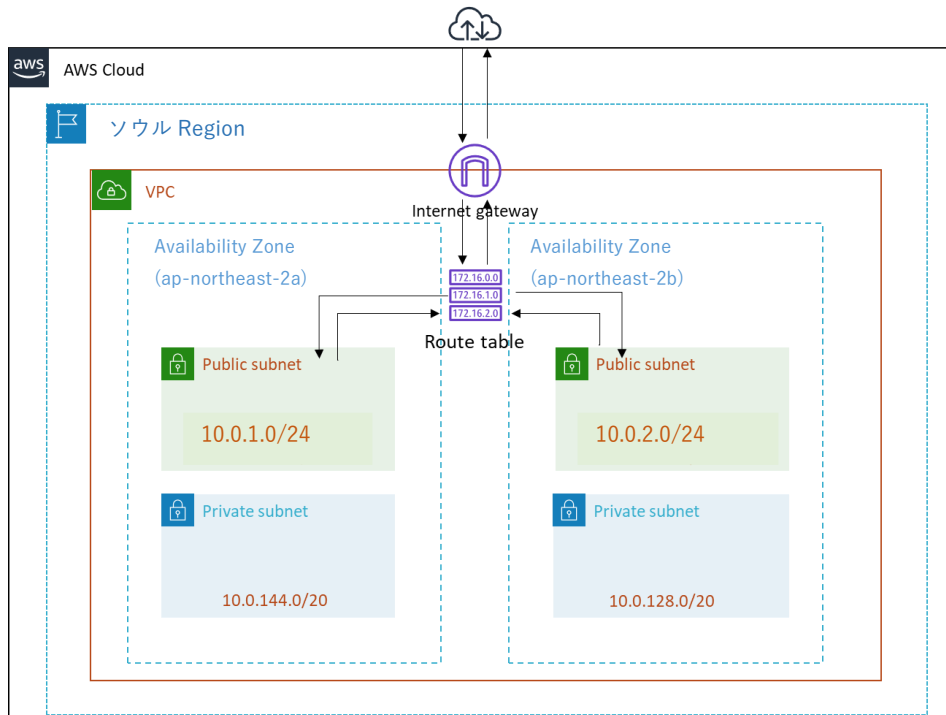 aws
AWS Cloud
ソウル Region
VPC
Internet gateway
Availability Zone
(ap-northeast-2a)
Availability Zone
(ap-northeast-2b)
172.16.0.0
172.16.1.0
172.16.2.0
Route table
Public subnet
10.0.1.0/24
Public subnet
10.0.2.0/24
Private subnet
10.0.144.0/20
Private subnet
10.0.128.0/20